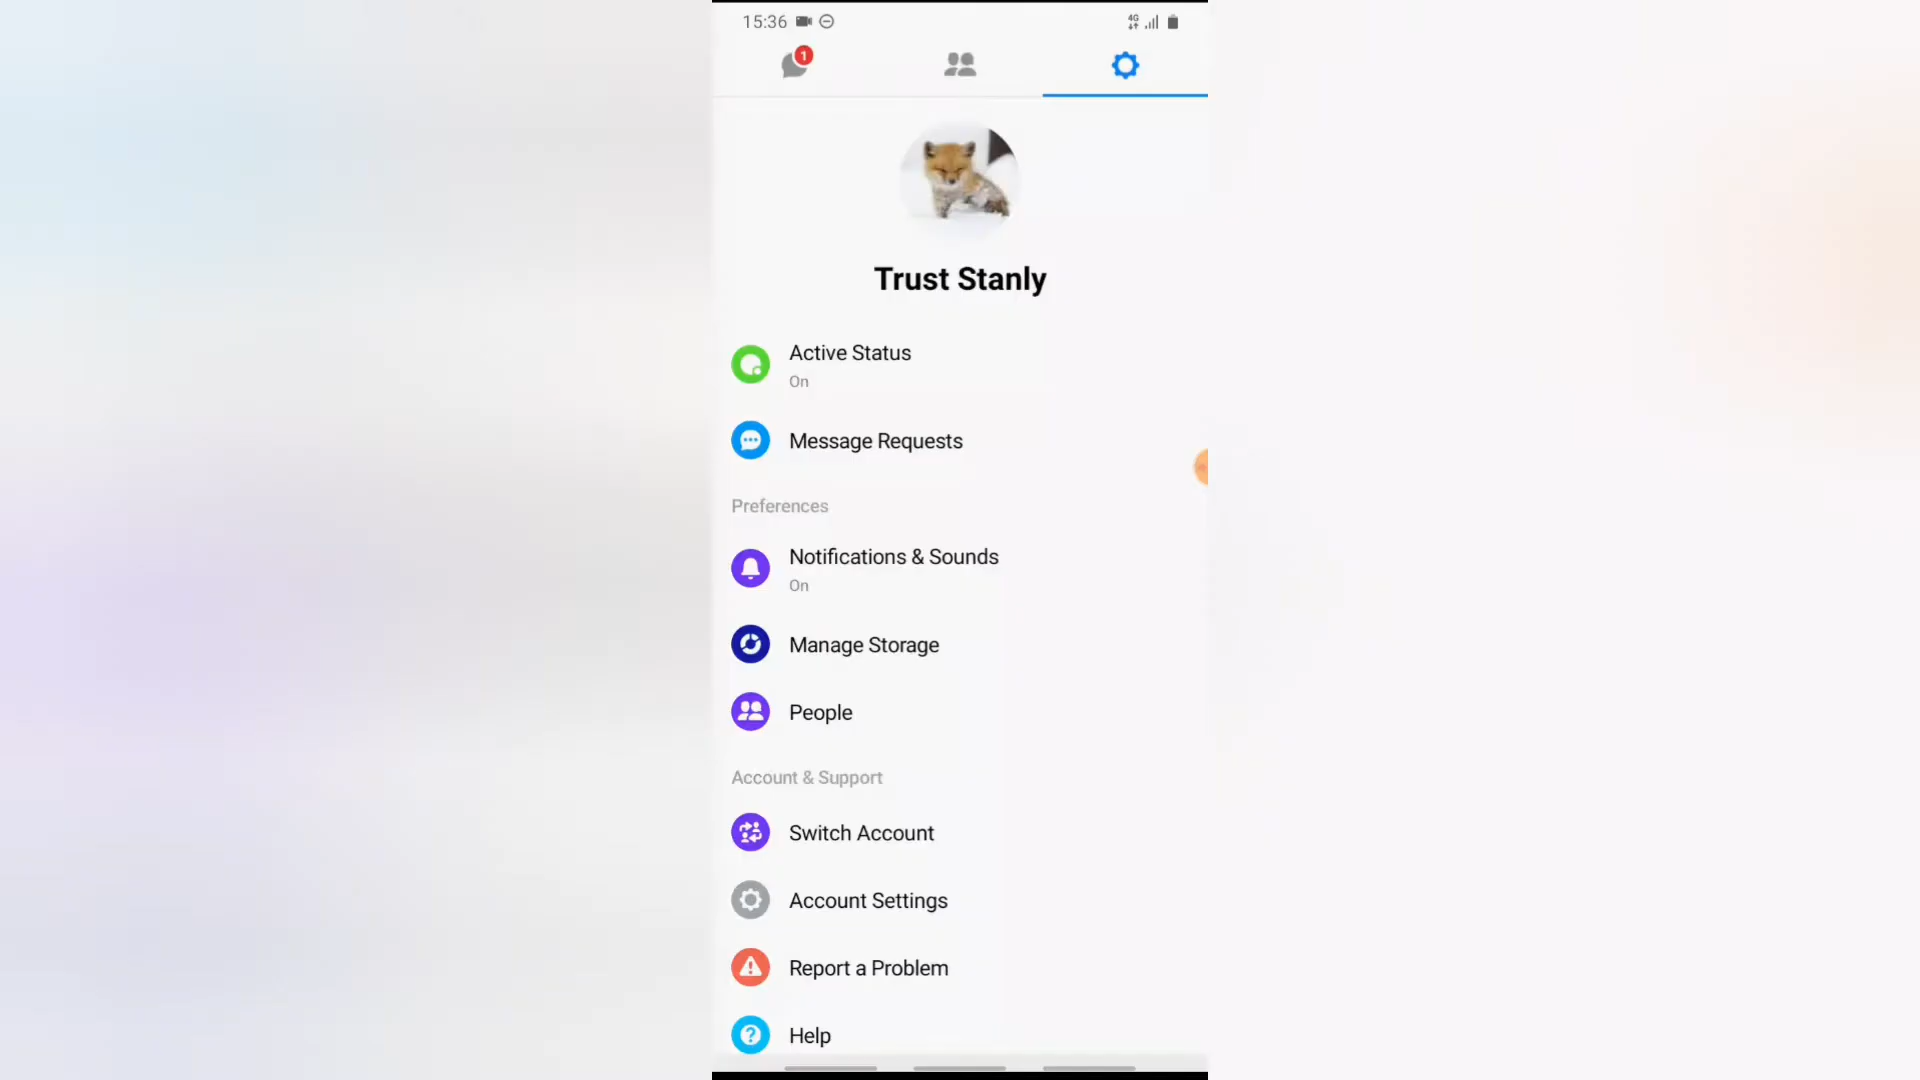 15:36
4G
1
Trust Stanly
Active Status
On
Message Requests
Preferences
Notifications & Sounds
On
Manage Storage
People
Account & Support
Switch Account
Account Settings
Report a Problem
Help